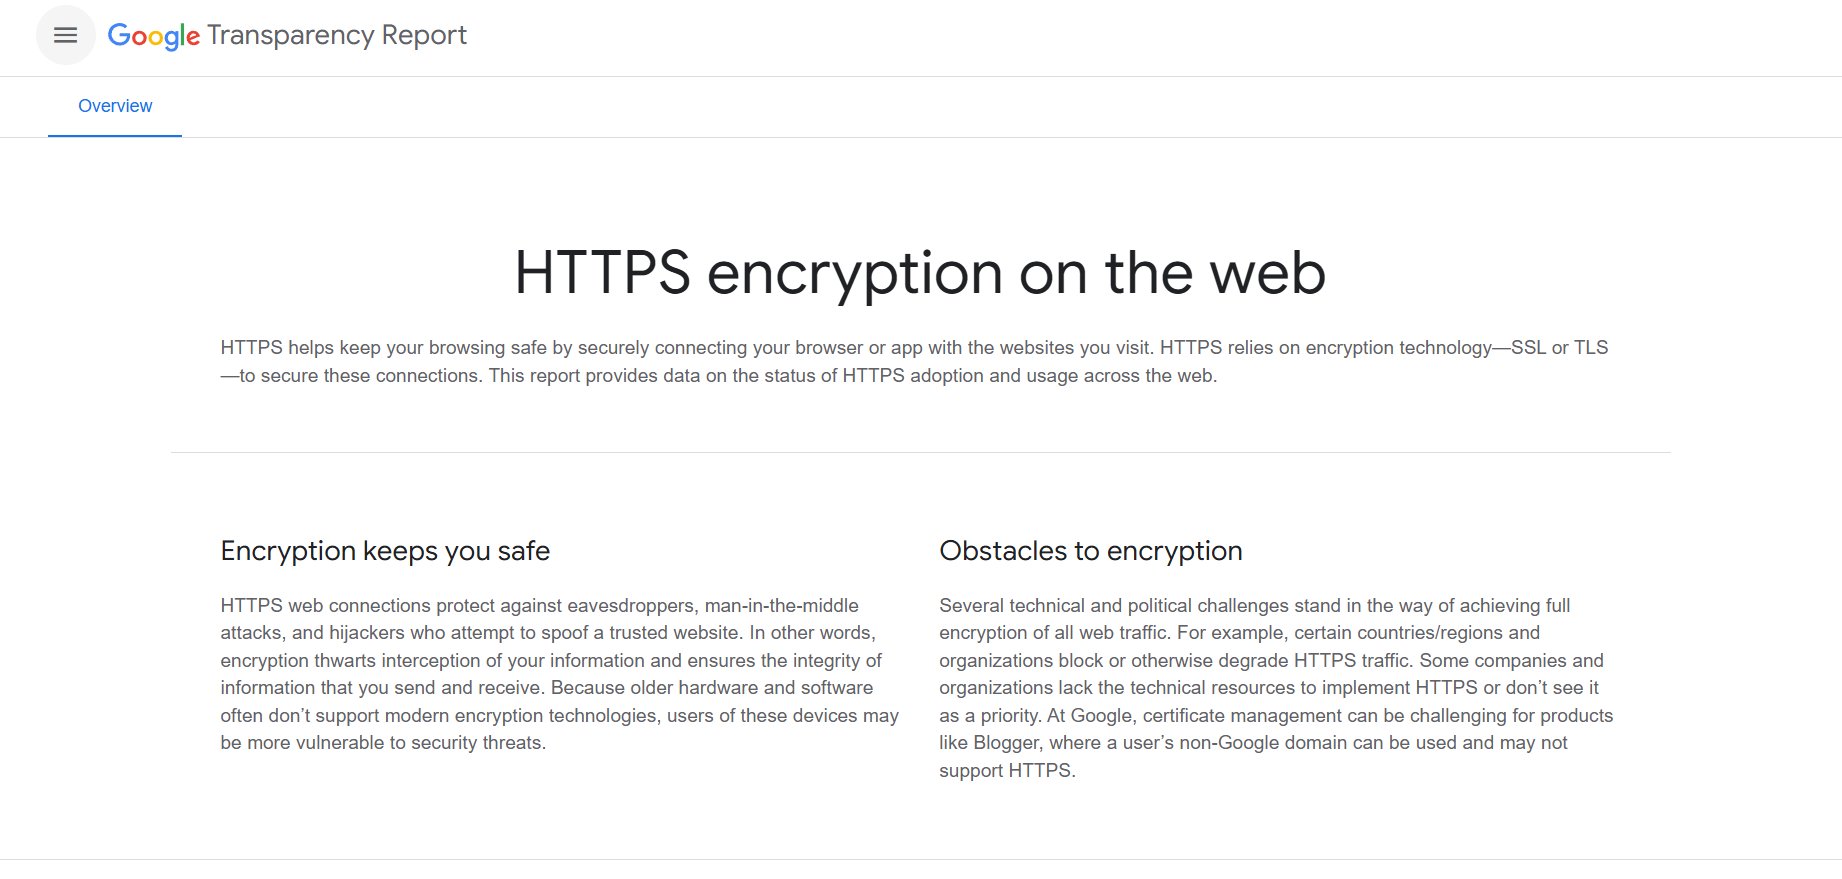 Google Transparency Report
Overview
HTTPS encryption on the web
HTTPS helps keep your browsing safe by securely connecting your browser or app with the websites you visit. HTTPS relies on encryption technology—SSL or TLS
—to secure these connections. This report provides data on the status of HTTPS adoption and usage across the web.
Encryption keeps you safe
HTTPS web connections protect against eavesdroppers, man-in-the-middle
attacks, and hijackers who attempt to spoof a trusted website. In other words,
encryption thwarts interception of your information and ensures the integrity of
information that you send and receive. Because older hardware and software
often don’t support modern encryption technologies, users of these devices may
be more vulnerable to security threats.
Obstacles to encryption
Several technical and political challenges stand in the way of achieving full
encryption of all web traffic. For example, certain countries/regions and
organizations block or otherwise degrade HTTPS traffic. Some companies and
organizations lack the technical resources to implement HTTPS or don’t see it
as a priority. At Google, certificate management can be challenging for products
like Blogger, where a user’s non-Google domain can be used and may not
support HTTPS.